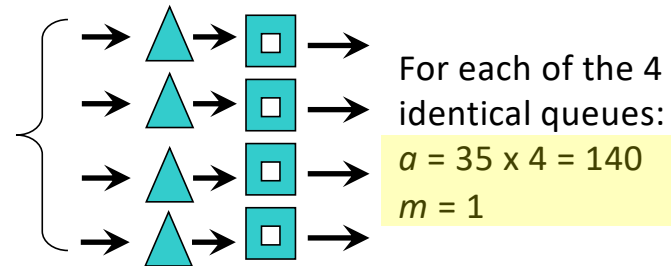 For each of the 4
identical queues:
a = 35 x 4 = 140
m = 1